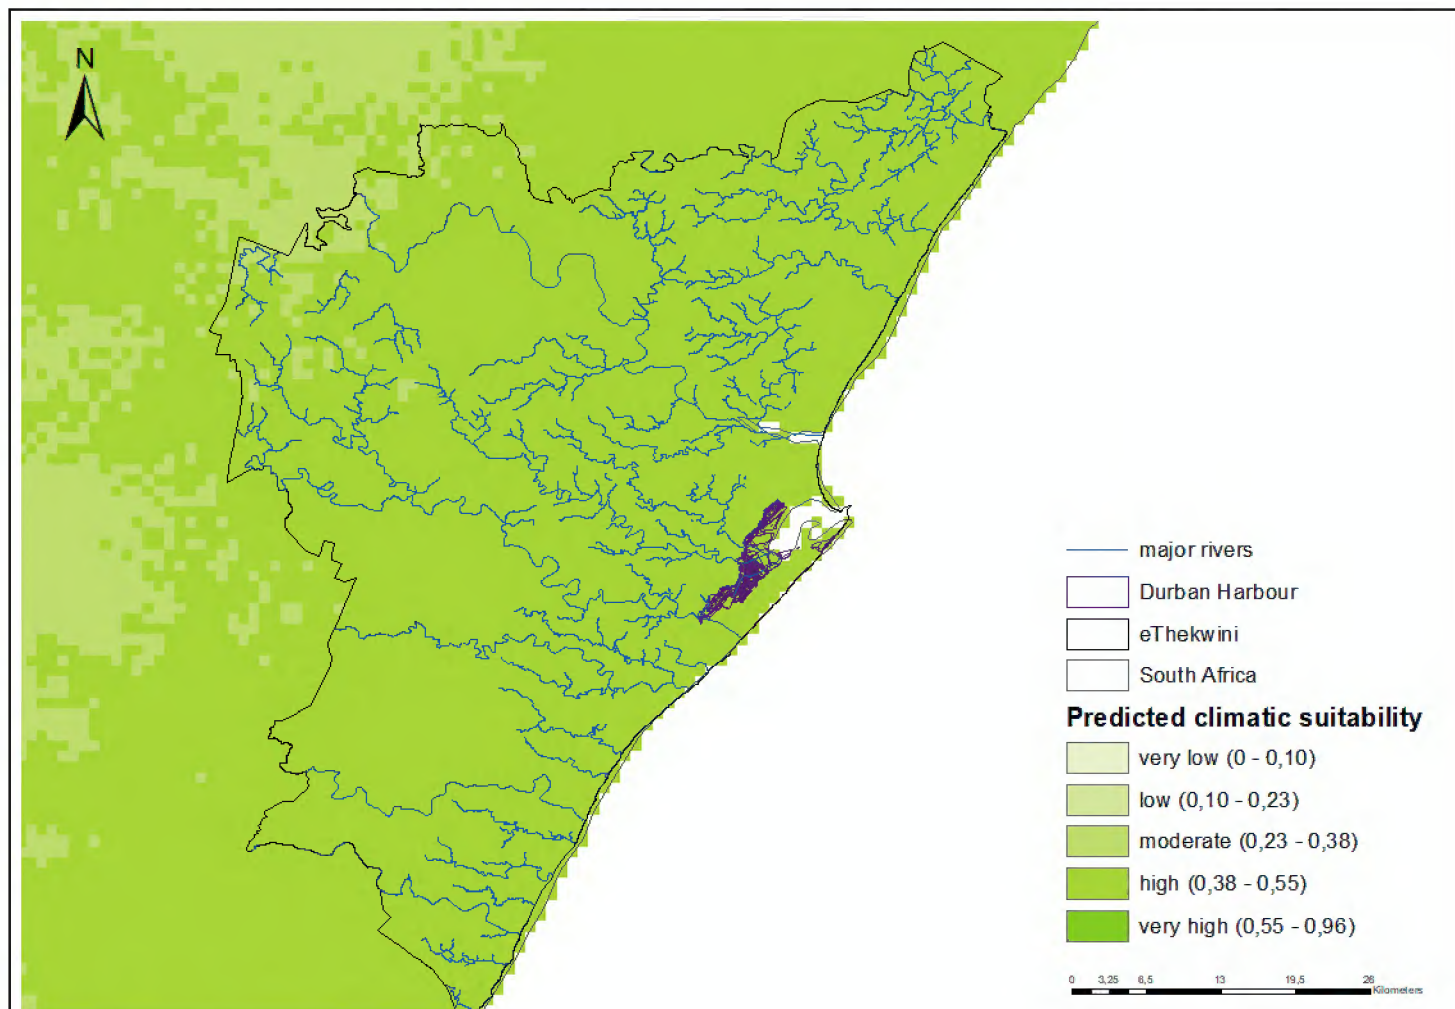 N
major rivers
Durban Harbour
eThekwini
South Africa
Predicted climatic suitability
very low (0 - 0,10)
low (0,10 - 0,23)
moderate (0,23 - 0,38)
high (0,38 - 0,55)
very high (0,55 - 0,96)
0 3,25 6,5 13 19,5 26
Kilometers